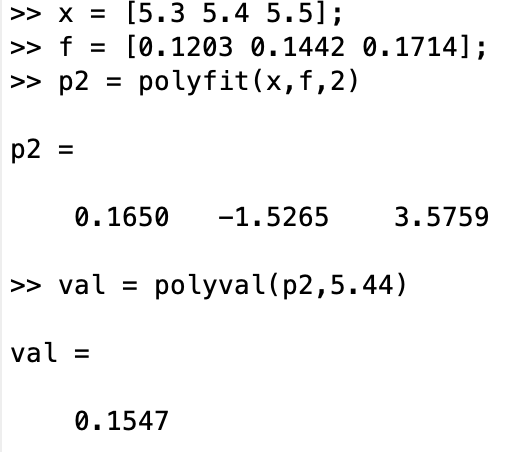 >> x = [5.3 5.4 5.5];
>> f = [0.1203 0.1442 0.1714];
>> p2 = polyfit(x,f,2)
p2 =
0.1650 -1.5265 3.5759
>> val = polyval(p2,5.44)
val =
0.1547